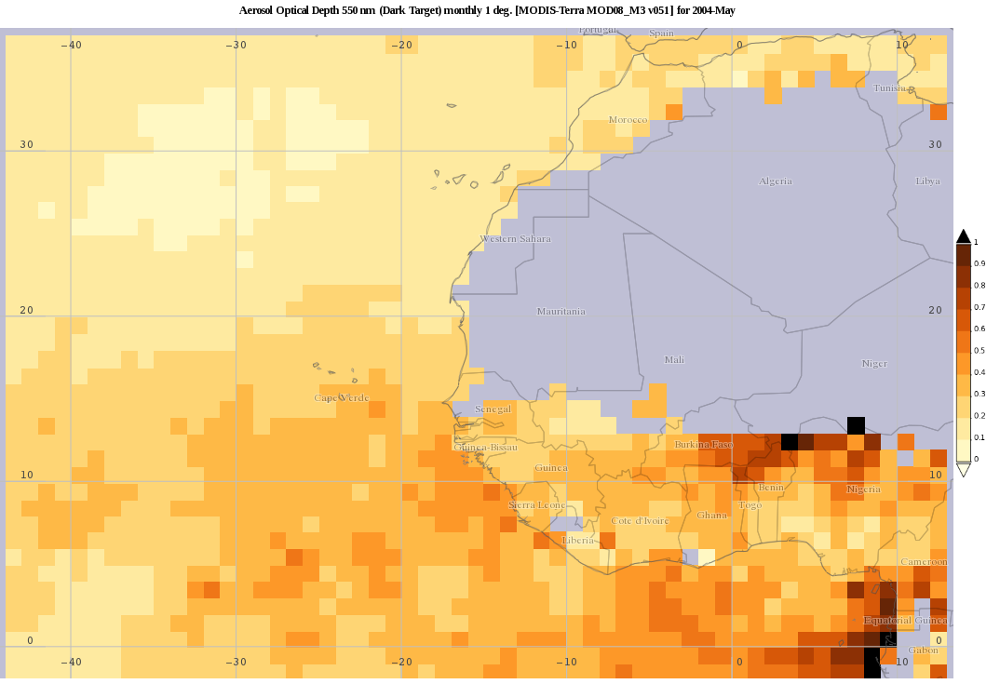 Aerosol Optical Depth 550 nm (Dark Target) monthly 1 deg. [MODIS-Terra MOD08_M3 v051] for 2004-May
Portugal
Spain
−40
−30
−20
−10
0
10
Tunisia
Morocco
30
30
Algeria
Libya
Western Sahara
1
0.9
0.8
0.7
0.6
0.5
0.4
0.3
0.2
0.1
0
20
Mauritania
20
Mali
Niger
Cape Verde
Senegal
Guinea-Bissau
Burkina Faso
Guinea
10
10
Benin
Nigeria
Sierra Leone
Togo
Ghana
Cote d'Ivoire
Liberia
Cameroon
Equatorial Guinea
0
0
Gabon
−40
−30
−20
−10
0
10